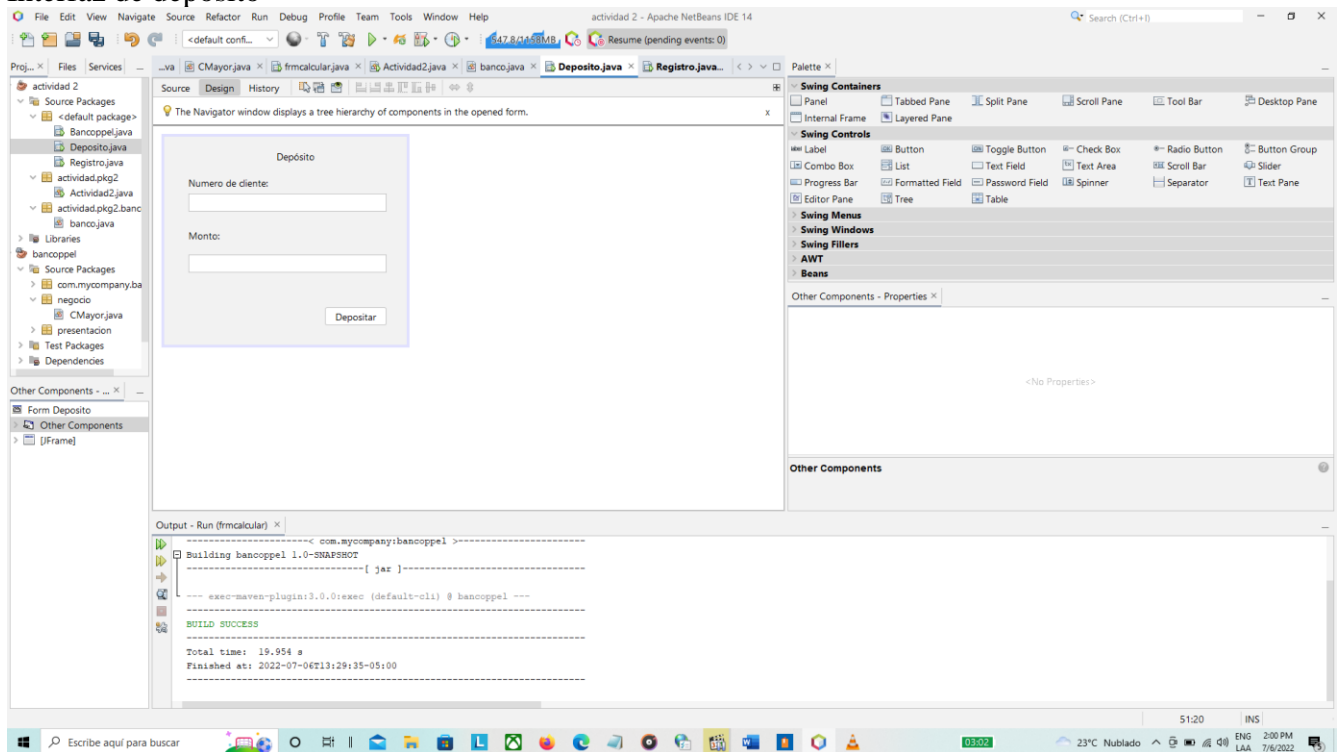 interfaz de deposito
File Edit View Navigate Source Refactor Run Debug Profile Team Tools Window Help
actividad 2 - Apache NetBeans IDE 14
Search (Ctrl+I)
<default confi...
547.8/1468MB
Resume (pending events: 0)
Proj... × Files Services
...va CMayor.java × frmcalcular.java × Actividad2.java × banco.java × Deposito.java × Registro.java...
Palette ×
actividad 2
Source Packages
<default package>
Bancoppel.java
Deposito.java
Registro.java
actividad.pkg2
Actividad2.java
actividad.pkg2.banc
banco.java
Libraries
bancoppel
Source Packages
com.mycompany.ba
negocio
CMayor.java
presentacion
Test Packages
Dependencies
Source Design History
The Navigator window displays a tree hierarchy of components in the opened form. x
Depósito
Numero de cliente:
Monto:
Depositar
Swing Containers
Panel Tabbed Pane Split Pane Scroll Pane Tool Bar Desktop Pane
Internal Frame Layered Pane
Swing Controls
Label Button Toggle Button Check Box Radio Button Button Group
Combo Box List Text Field Text Area Scroll Bar Slider
Progress Bar Formatted Field Password Field Spinner Separator Text Pane
Editor Pane Tree Table
Swing Menus
Swing Windows
Swing Fillers
AWT
Beans
Other Components - Properties ×
<No Properties>
Other Components
Other Components - ... ×
Form Deposito
Other Components
[JFrame]
Output - Run (frmcalcular) ×
----------------------< com.mycompany:bancoppel >-----------------------
Building bancoppel 1.0-SNAPSHOT
--------------------------------[ jar ]---------------------------------
--- exec-maven-plugin:3.0.0:exec (default-cli) @ bancoppel ---
------------------------------------------------------------------------
BUILD SUCCESS
------------------------------------------------------------------------
Total time: 19.954 s
Finished at: 2022-07-06T13:29:35-05:00
------------------------------------------------------------------------
51:20 INS
Escribe aquí para buscar
03:02
23°C Nublado
ENG
LAA
2:00 PM
7/6/2022